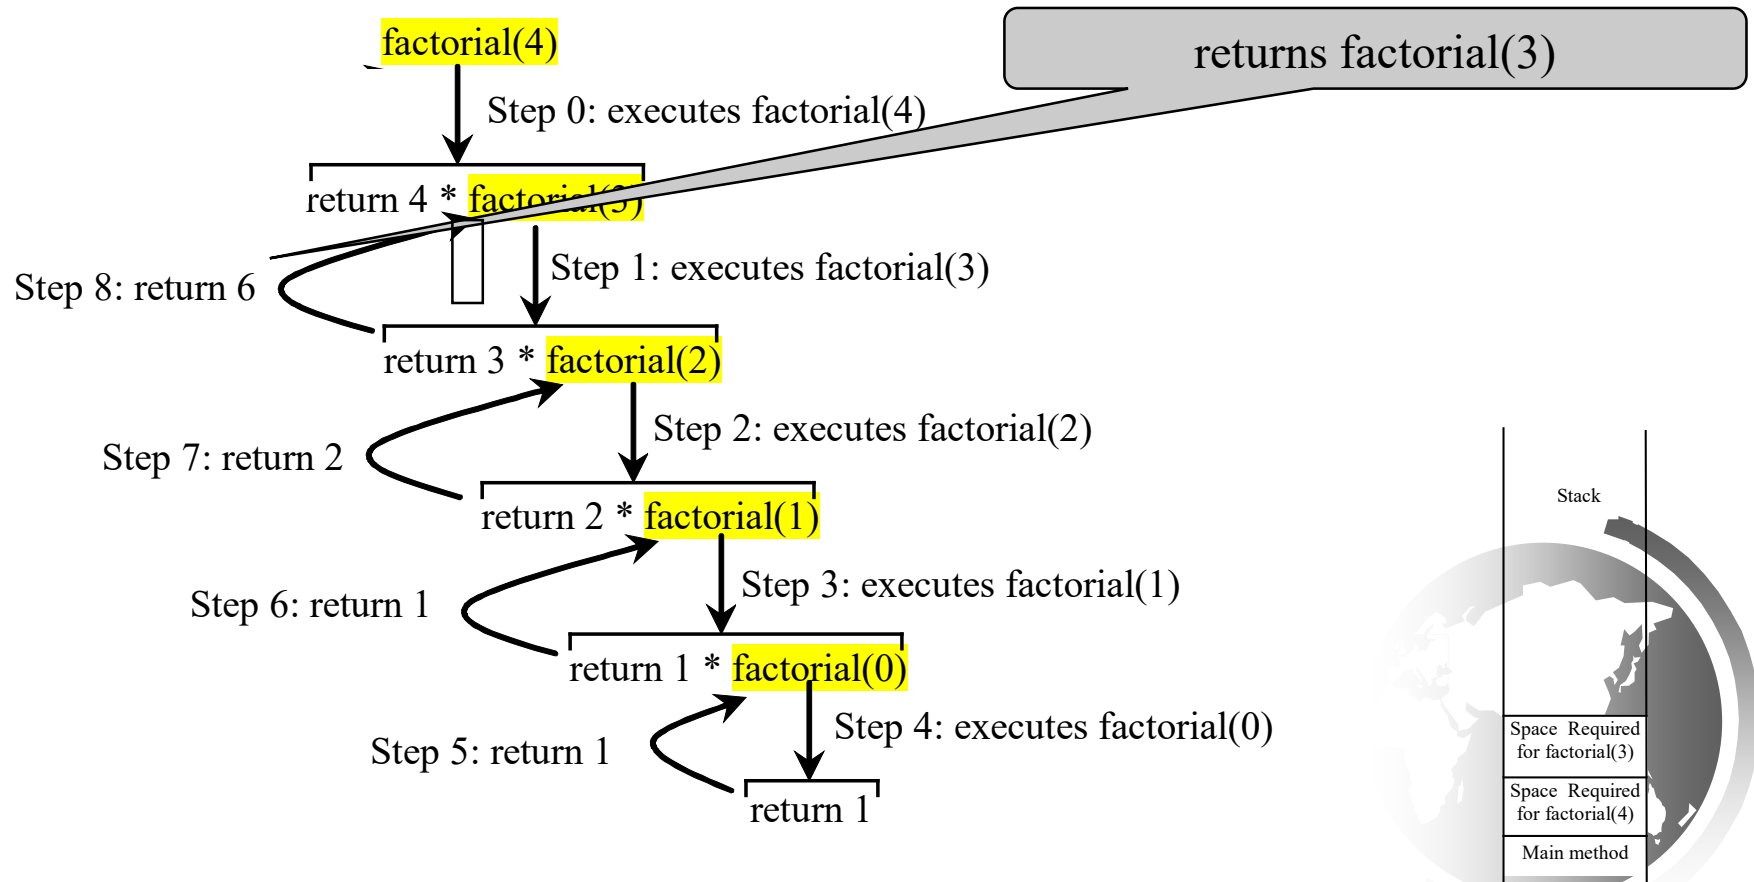 factorial(4)
returns factorial(3)
Step 0: executes factorial(4)
return 4 * factorial(3)
Step 1: executes factorial(3)
Step 8: return 6
return 3 * factorial(2)
Step 2: executes factorial(2)
Step 7: return 2
Stack
return 2 * factorial(1)
Step 3: executes factorial(1)
Step 6: return 1
return 1 * factorial(0)
Step 4: executes factorial(0)
Step 5: return 1
return 1
Space Required
for factorial(3)
Space Required
for factorial(4)
Main method